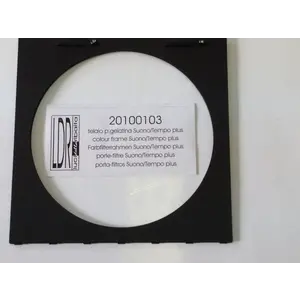 LDR
20100103
telaio p.gelatina Suono/Tempo plus
colour frame Suono/Tempo plus
Farbfilterrahmen Suono/Tempo plus
porte-filtre Suono/Tempo plus
porta-filtros Suono/Tempo plus